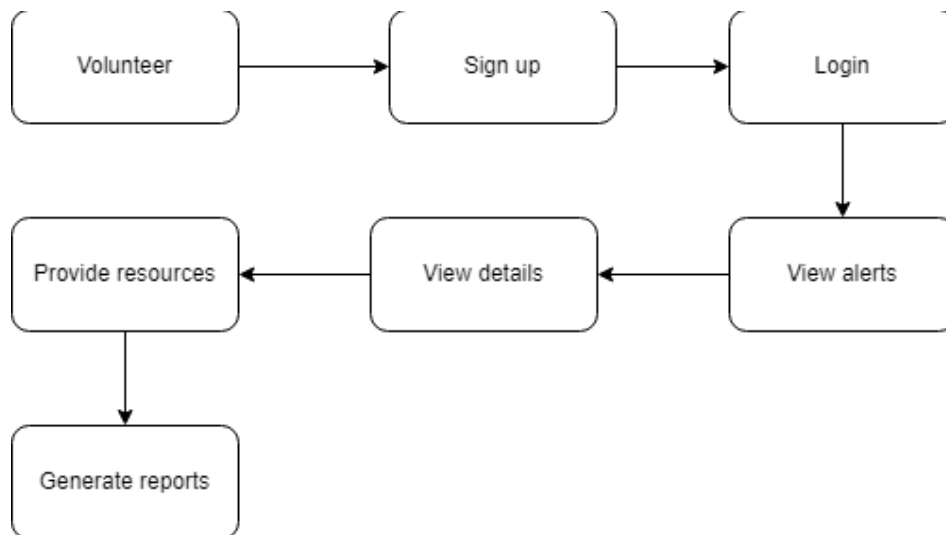 Volunteer
Sign up
Login
Provide resources
View details
View alerts
Generate reports